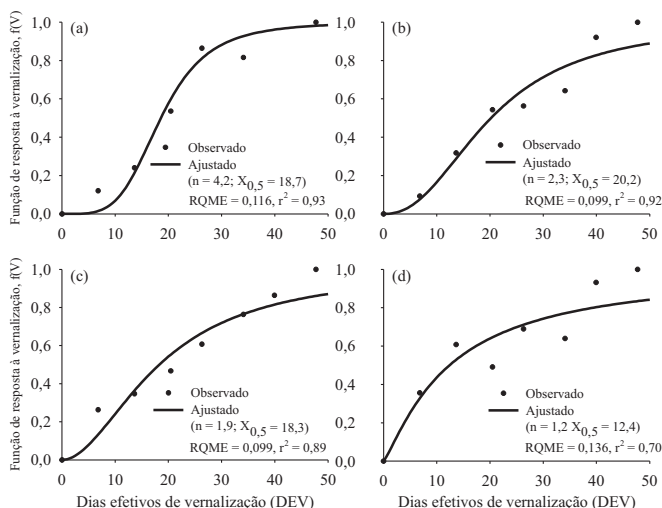 Função de resposta à vernalização, f(V)
1,0
0,8
0,6
0,4
0,2
0,0
(a)
Observado
Ajustado
(n = 4,2; X0,5 = 18,7)
RQME = 0,116, r² = 0,93
0 10 20 30 40 50
1,0
0,8
0,6
0,4
0,2
0,0
(b)
Observado
Ajustado
(n = 2,3; X0,5 = 20,2)
RQME = 0,099, r² = 0,92
0 10 20 30 40 50
Função de resposta à vernalização, f(V)
1,0
0,8
0,6
0,4
0,2
0,0
(c)
Observado
Ajustado
(n = 1,9; X0,5 = 18,3)
RQME = 0,099, r² = 0,89
0 10 20 30 40 50
Dias efetivos de vernalização (DEV)
1,0
0,8
0,6
0,4
0,2
0,0
(d)
Observado
Ajustado
(n = 1,2 X0,5 = 12,4)
RQME = 0,136, r² = 0,70
0 10 20 30 40 50
Dias efetivos de vernalização (DEV)